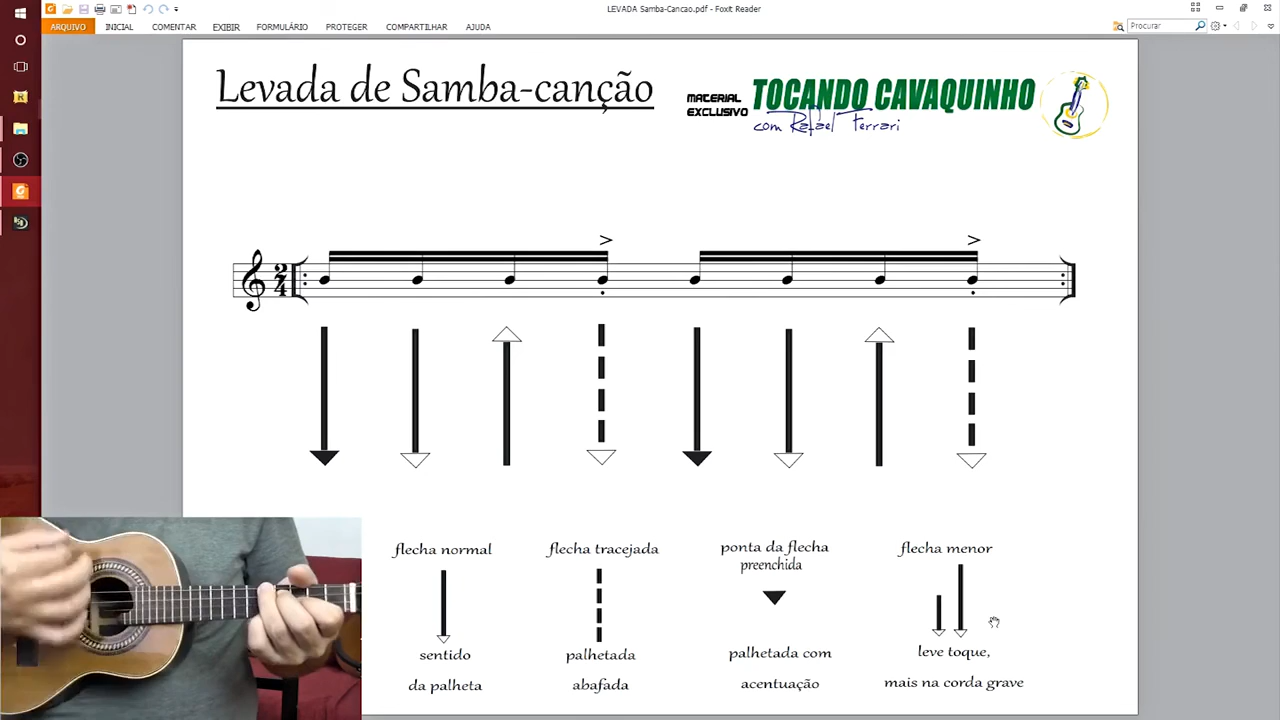 LEVADA Samba-Cancao.pdf - Foxit Reader
ARQUIVO INICIAL COMENTAR EXIBIR FORMULÁRIO PROTEGER COMPARTILHAR AJUDA
Procurar
Levada de Samba-canção
MATERIAL
EXCLUSIVO
TOCANDO CAVAQUINHO
com Rafael Ferrari
2
4
flecha normal
sentido
da palheta
flecha tracejada
palhetada
abafada
ponta da flecha
preenchida
palhetada com
acentuação
flecha menor
leve toque,
mais na corda grave